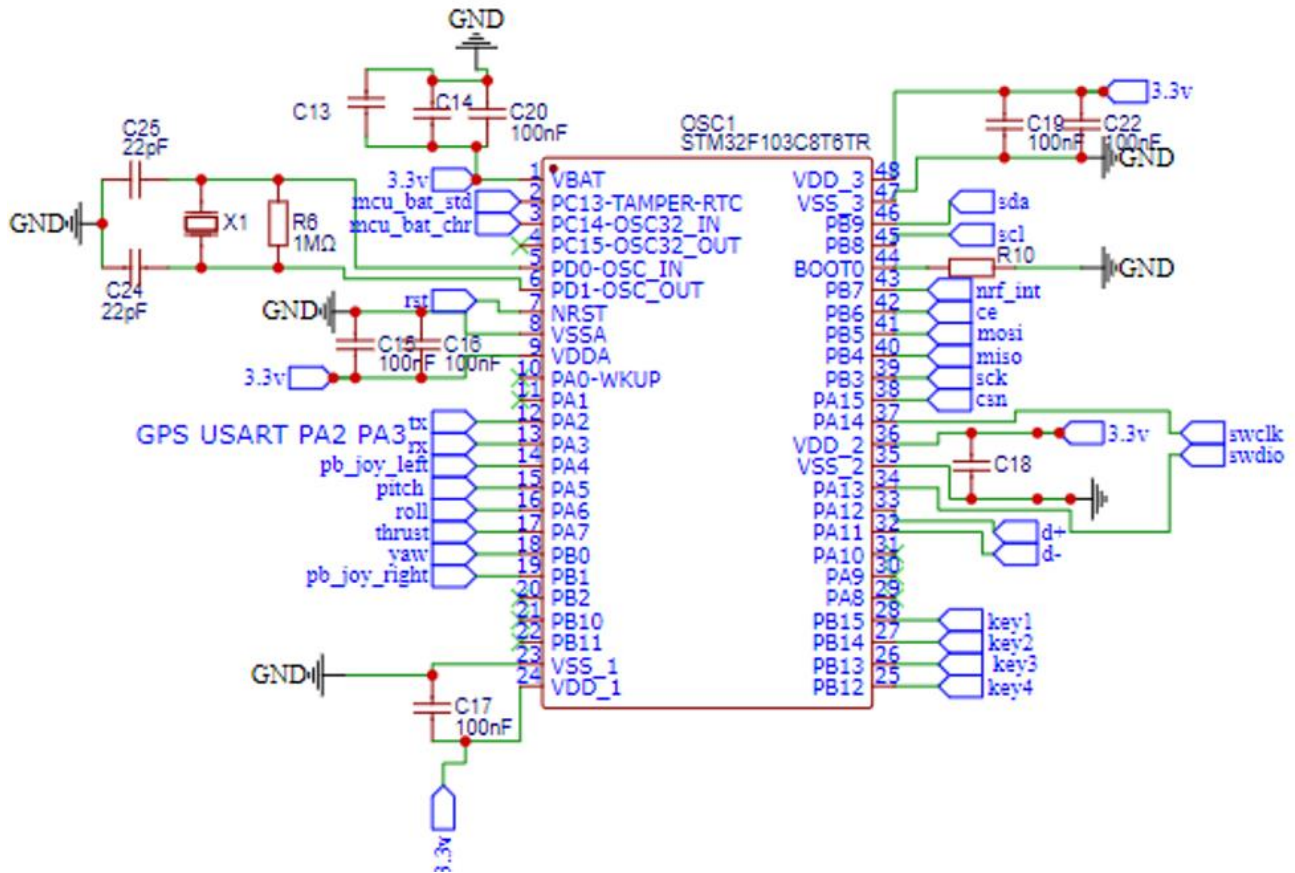 GND
C13
C14
C20
100nF
C25
22pF
3.3v
mcu_bat_std
mcu_bat_chr
GND
X1
R6
1MΩ
C24
22pF
rst
GND
C15
100nF
C16
100nF
3.3v
GPS USART PA2 PA3
tx
rx
pb_joy_left
pitch
roll
thrust
yaw
pb_joy_right
GND
C17
100nF
3.3v
OSC1
STM32F103C8T6TR
1 VBAT
2 PC13-TAMPER-RTC
3 PC14-OSC32_IN
4 PC15-OSC32_OUT
5 PD0-OSC_IN
6 PD1-OSC_OUT
7 NRST
8 VSSA
9 VDDA
10 PA0-WKUP
11 PA1
12 PA2
13 PA3
14 PA4
15 PA5
16 PA6
17 PA7
18 PB0
19 PB1
20 PB2
21 PB10
22 PB11
23 VSS_1
24 VDD_1
VDD_3 48
VSS_3 47
PB9 46
PB8 45
BOOT0 44
PB7 43
PB6 42
PB5 41
PB4 40
PB3 39
PA15 38
PA14 37
VDD_2 36
VSS_2 35
PA13 34
PA12 33
PA11 32
PA10 31
PA9 30
PA8 29
PB15 28
PB14 27
PB13 26
PB12 25
3.3v
C19
100nF
C22
100nF
GND
sda
scl
R10
GND
nrf_int
ce
mosi
miso
sck
csn
3.3v
swclk
swdio
C18
d+
d-
key1
key2
key3
key4